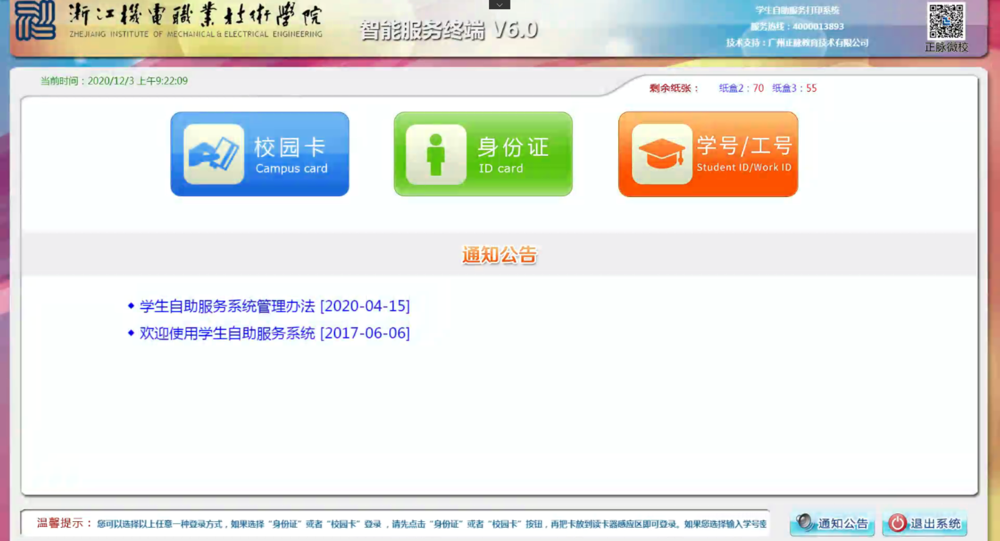 浙江機電職業技術學院
ZHEJIANG INSTITUTE OF MECHANICAL & ELECTRICAL ENGINEERING
智能服务终端 V6.0
学生自助服务打印系统
服务热线：4000013893
技术支持：广州正脉教育技术有限公司
正脉微校
当前时间：2020/12/3 上午9:22:09
剩余纸张： 纸盒2：70 纸盒3：55
校园卡
Campus card
身份证
ID card
学号/工号
Student ID/Work ID
通知公告
学生自助服务系统管理办法 [2020-04-15]
欢迎使用学生自助服务系统 [2017-06-06]
温馨提示： 您可以选择以上任意一种登录方式，如果选择“身份证”或者“校园卡”登录，请先点击“身份证”或者“校园卡”按钮，再把卡放到读卡器感应区即可登录。如果您选择输入学号密
通知公告
退出系统